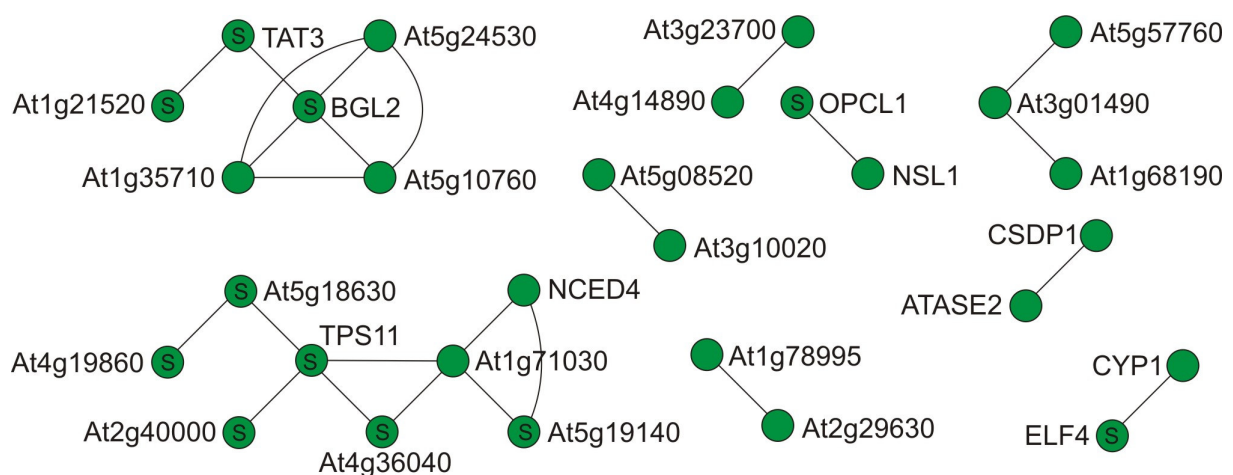 S TAT3
At5g24530
At3g23700
At5g57760
At1g21520 S
S BGL2
At4g14890
S OPCL1
At3g01490
At1g35710
At5g10760
At5g08520
NSL1
At1g68190
At3g10020
CSDP1
S At5g18630
NCED4
ATASE2
TPS11
At4g19860 S
S
At1g71030
At1g78995
CYP1
At2g40000 S
S
At4g36040
S At5g19140
At2g29630
ELF4 S